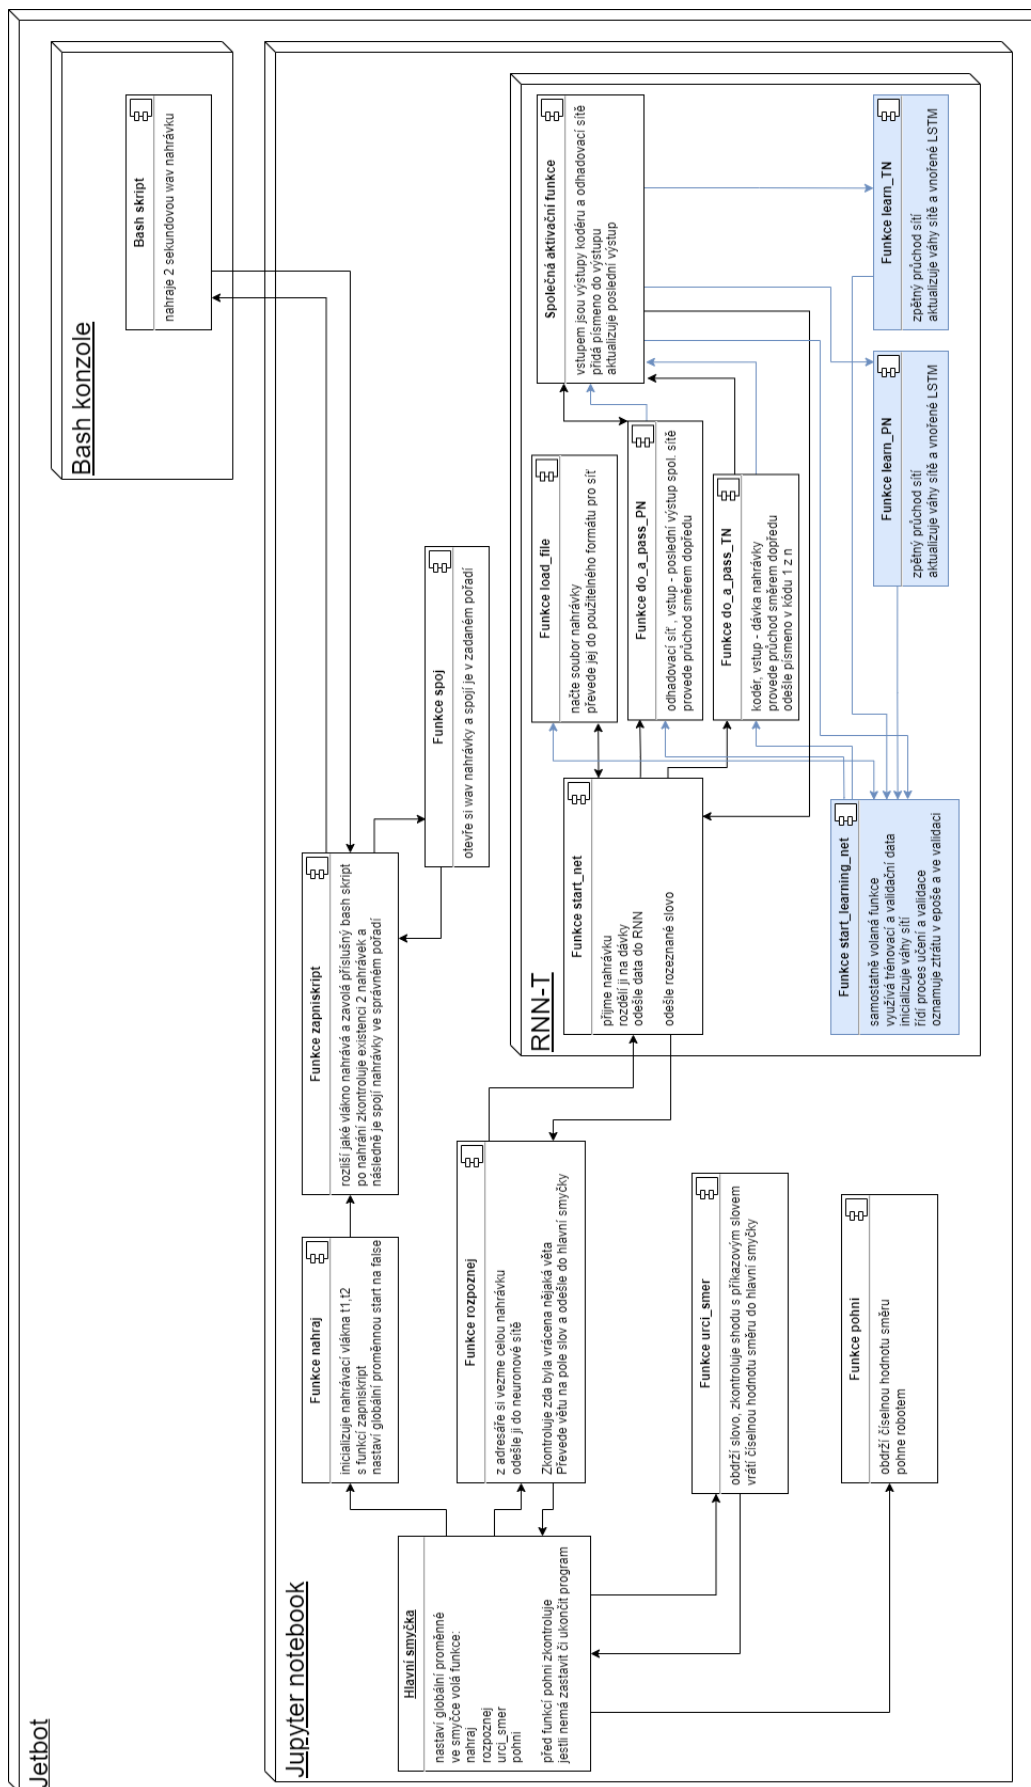 Jetbot
Bash konzole
Bash skript
nahraje 2 sekundovou wav nahrávku
Jupyter notebook
Hlavní smyčka
nastaví globální proměnné
ve smyčce volá funkce:
nahraj
rozpoznej
urci_smer
pohni
před funkcí pohni zkontroluje
jestli nemá zastavit či ukončit program
Funkce nahraj
inicializuje nahrávací vlákna t1,t2
s funkcí zapniskript
nastaví globální proměnnou start na false
Funkce zapniskript
rozliší jaké vlákno nahrává a zavolá příslušný bash skript
po nahrání zkontroluje existenci 2 nahrávek a
následně je spojí nahrávky ve správném pořadí
Funkce spoj
otevře si wav nahrávky a spojí je v zadaném pořadí
Funkce rozpoznej
z adresáře si vezme celou nahrávku
odešle ji do neuronové sítě
Zkontroluje zda byla vrácena nějaká věta
Převede větu na pole slov a odešle do hlavní smyčky
Funkce urci_smer
obdrží slovo, zkontroluje shodu s příkazovým slovem
vrátí číselnou hodnotu směru do hlavní smyčky
Funkce pohni
obdrží číselnou hodnotu směru
pohne robotem
RNN-T
Funkce start_net
přijme nahrávku
rozdělí ji na dávky
odešle data do RNN
odešle rozeznané slovo
Funkce load_file
načte soubor nahrávky
převede jej do použitelného formátu pro síť
Funkce do_a_pass_PN
odhadovací síť , vstup - poslední výstup spol. sítě
provede průchod směrem dopředu
Funkce do_a_pass_TN
kodér, vstup - dávka nahrávky
provede průchod směrem dopředu
odešle písmeno v kódu 1 z n
Společná aktivační funkce
vstupem jsou výstupy kodéru a odhadovací sítě
přidá písmeno do výstupu
aktualizuje poslední výstup
Funkce start_learning_net
samostatně volaná funkce
využívá trénovací a validační data
inicializuje váhy sítí
řídí proces učení a validace
oznamuje ztrátu v epoše a ve validaci
Funkce learn_PN
zpětný průchod sítí
aktualizuje váhy sítě a vnořené LSTM
Funkce learn_TN
zpětný průchod sítí
aktualizuje váhy sítě a vnořené LSTM